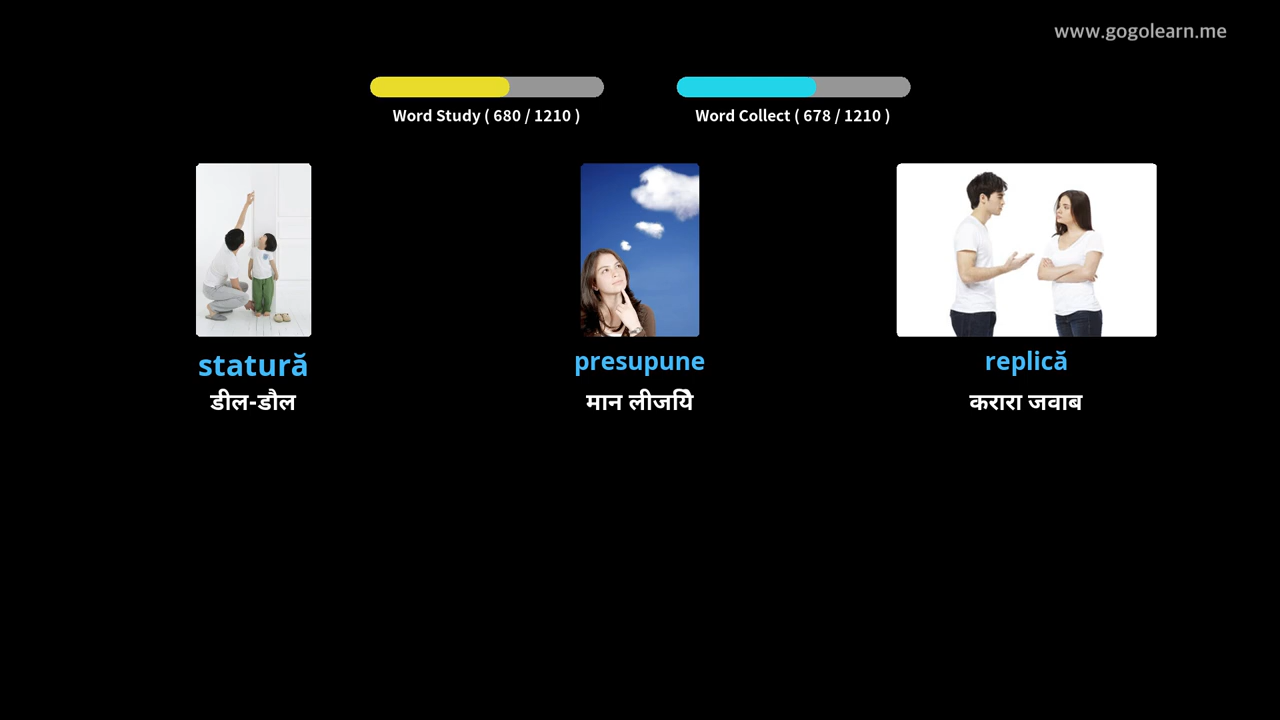 www.gogolearn.me
Word Study ( 680 / 1210 )
Word Collect ( 678 / 1210 )
statură
presupune
replică
डील-डौल
मान लीजियेि
करारा जवाब